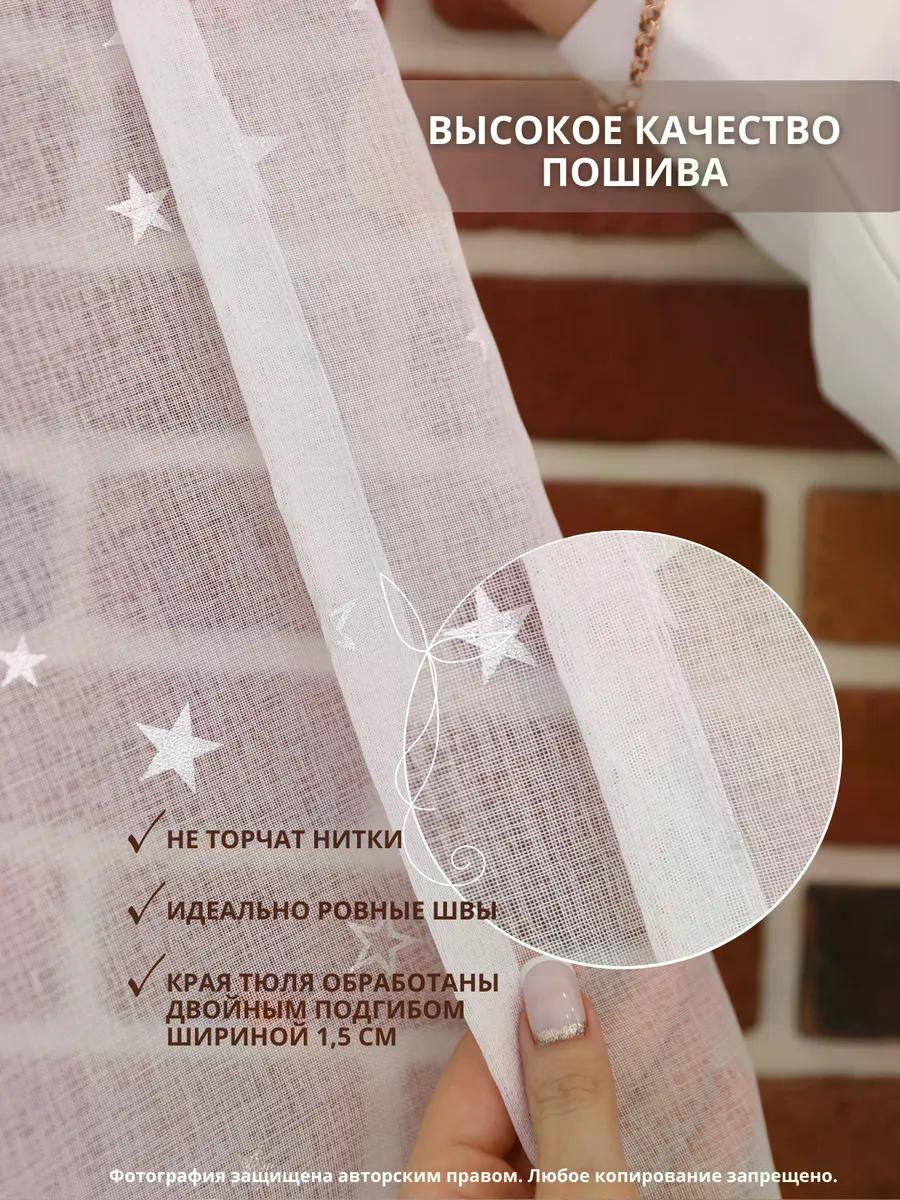 ВЫСОКОЕ КАЧЕСТВО
ПОШИВА
НЕ ТОРЧАТ НИТКИ
ИДЕАЛЬНО РОВНЫЕ ШВЫ
КРАЯ ТЮЛЯ ОБРАБОТАНЫ
ДВОЙНЫМ ПОДГИБОМ
ШИРИНОЙ 1,5 СМ
Фотография защищена авторским правом. Любое копирование запрещено.